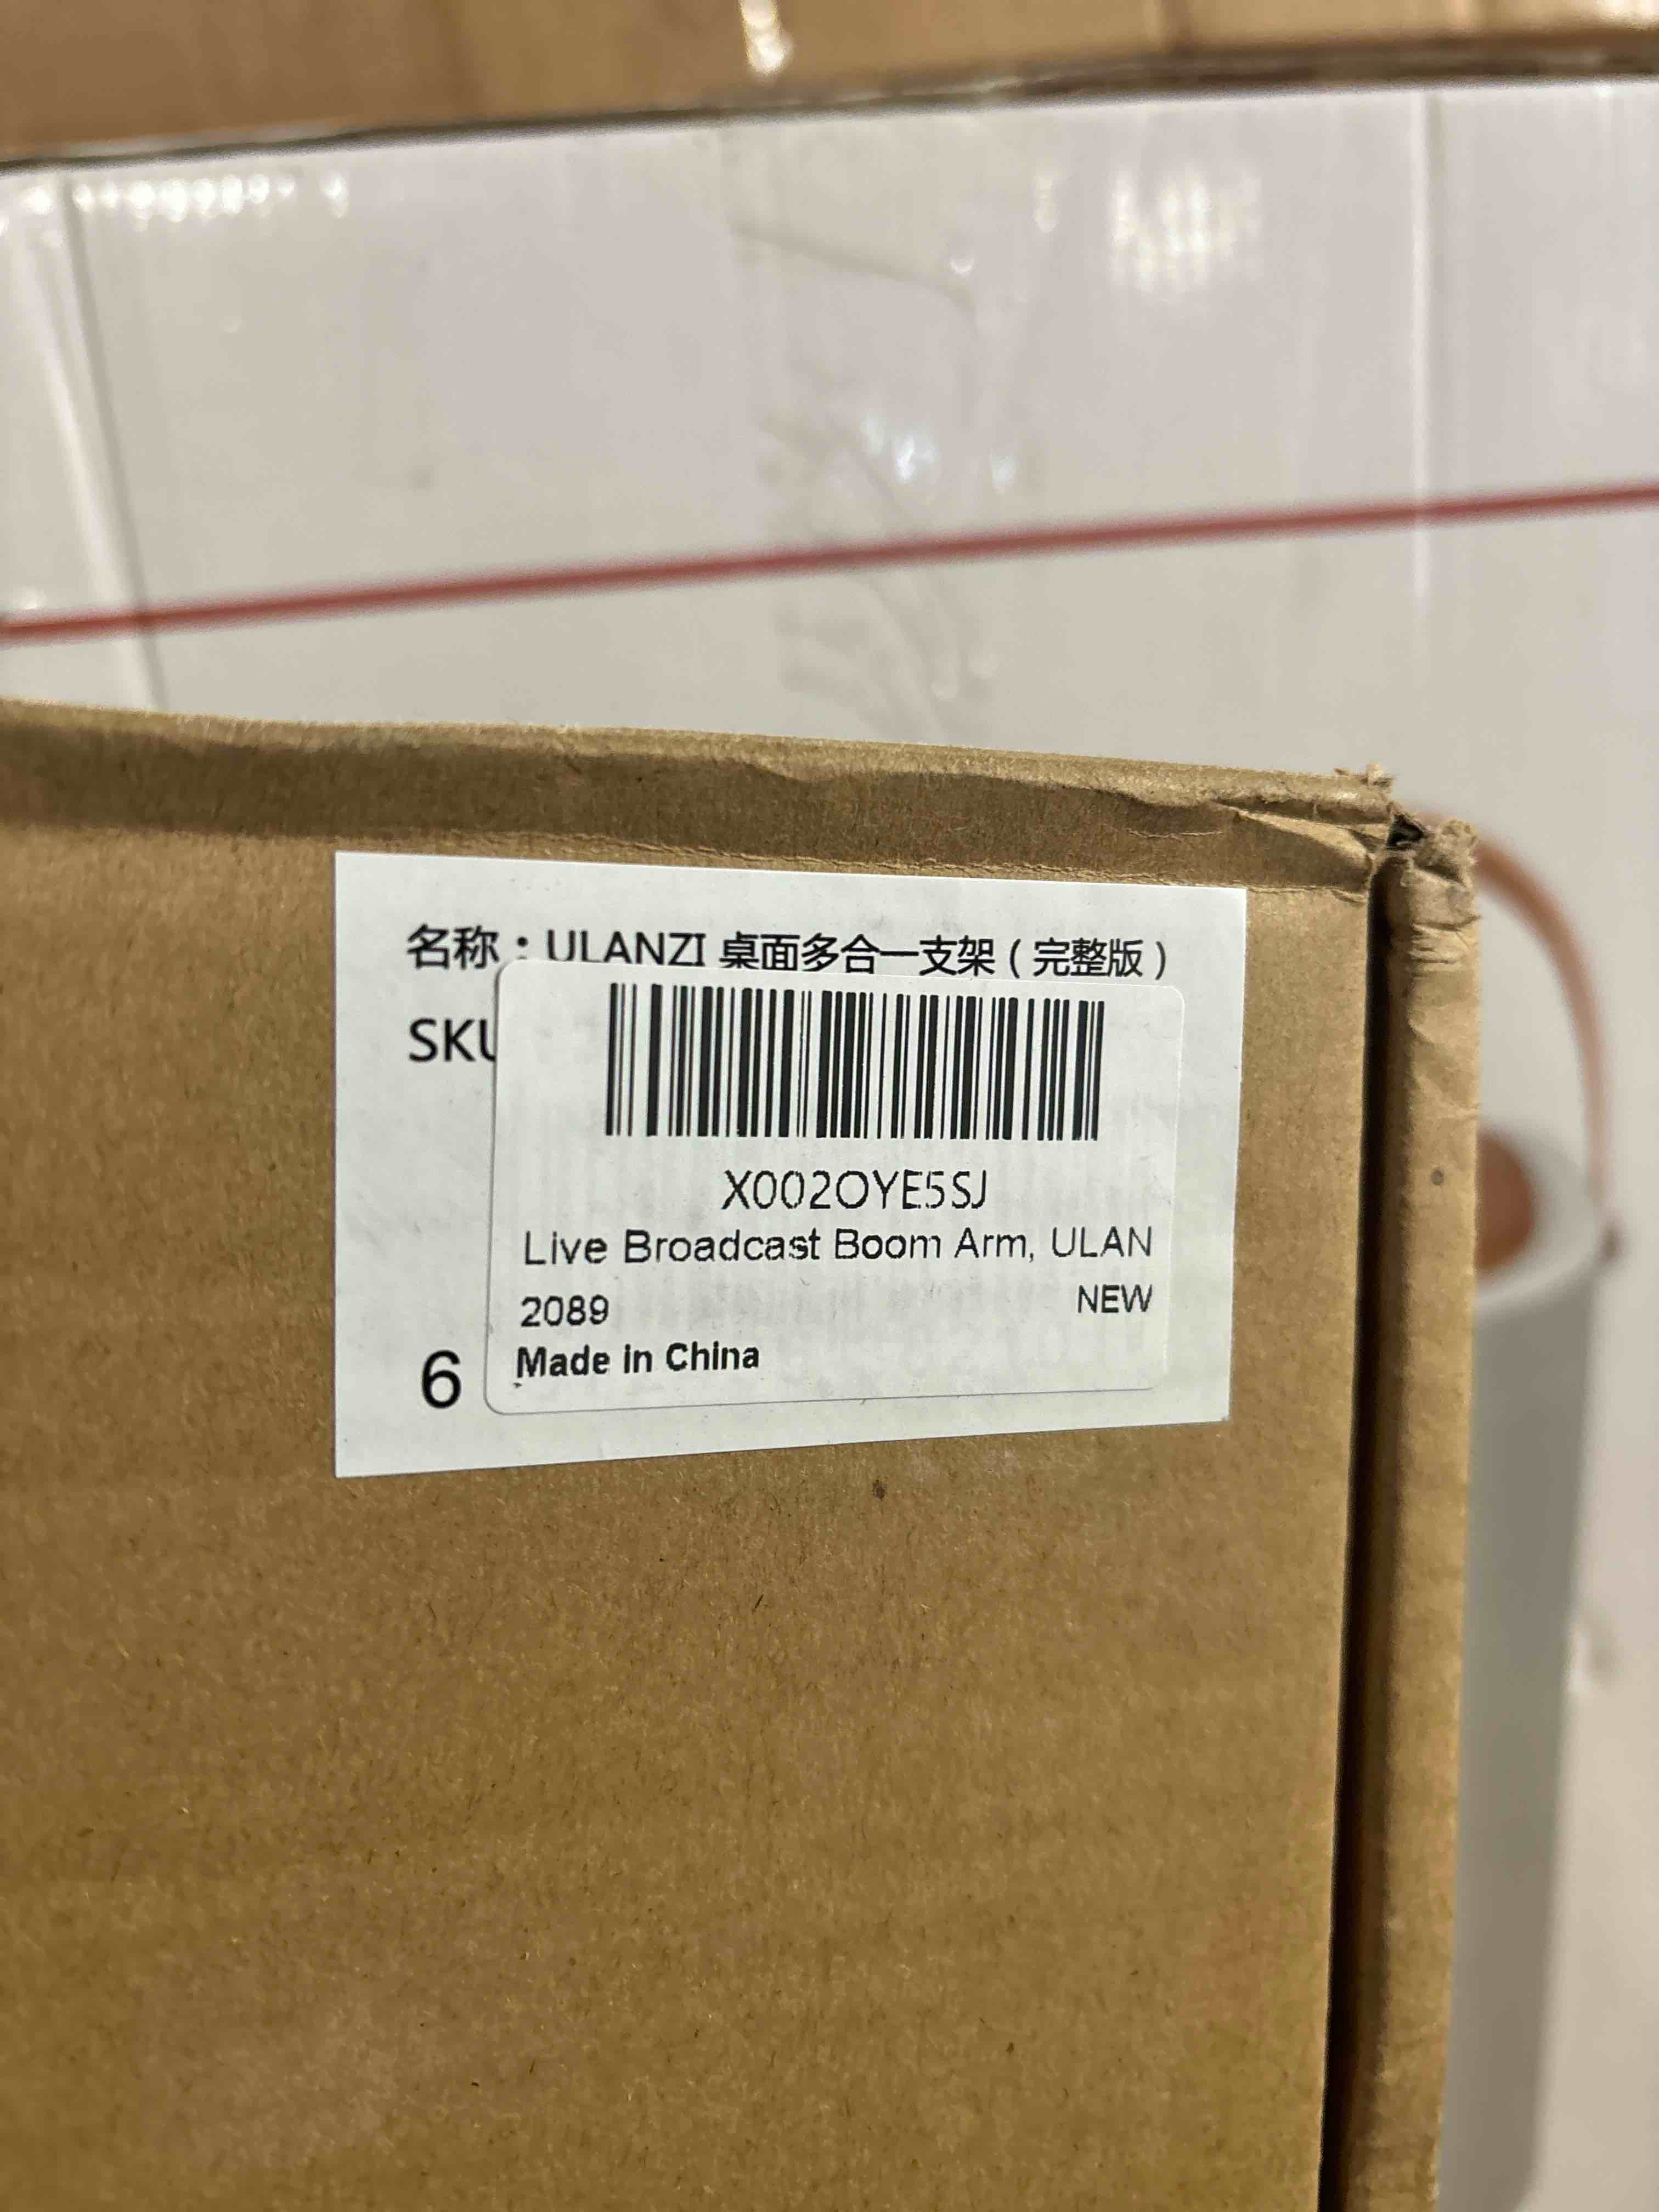 名称：ULANZI 桌面多合一支架（完整版）
SKU
X002OYE5SJ
Live Broadcast Boom Arm, ULAN
2089 NEW
Made in China
6